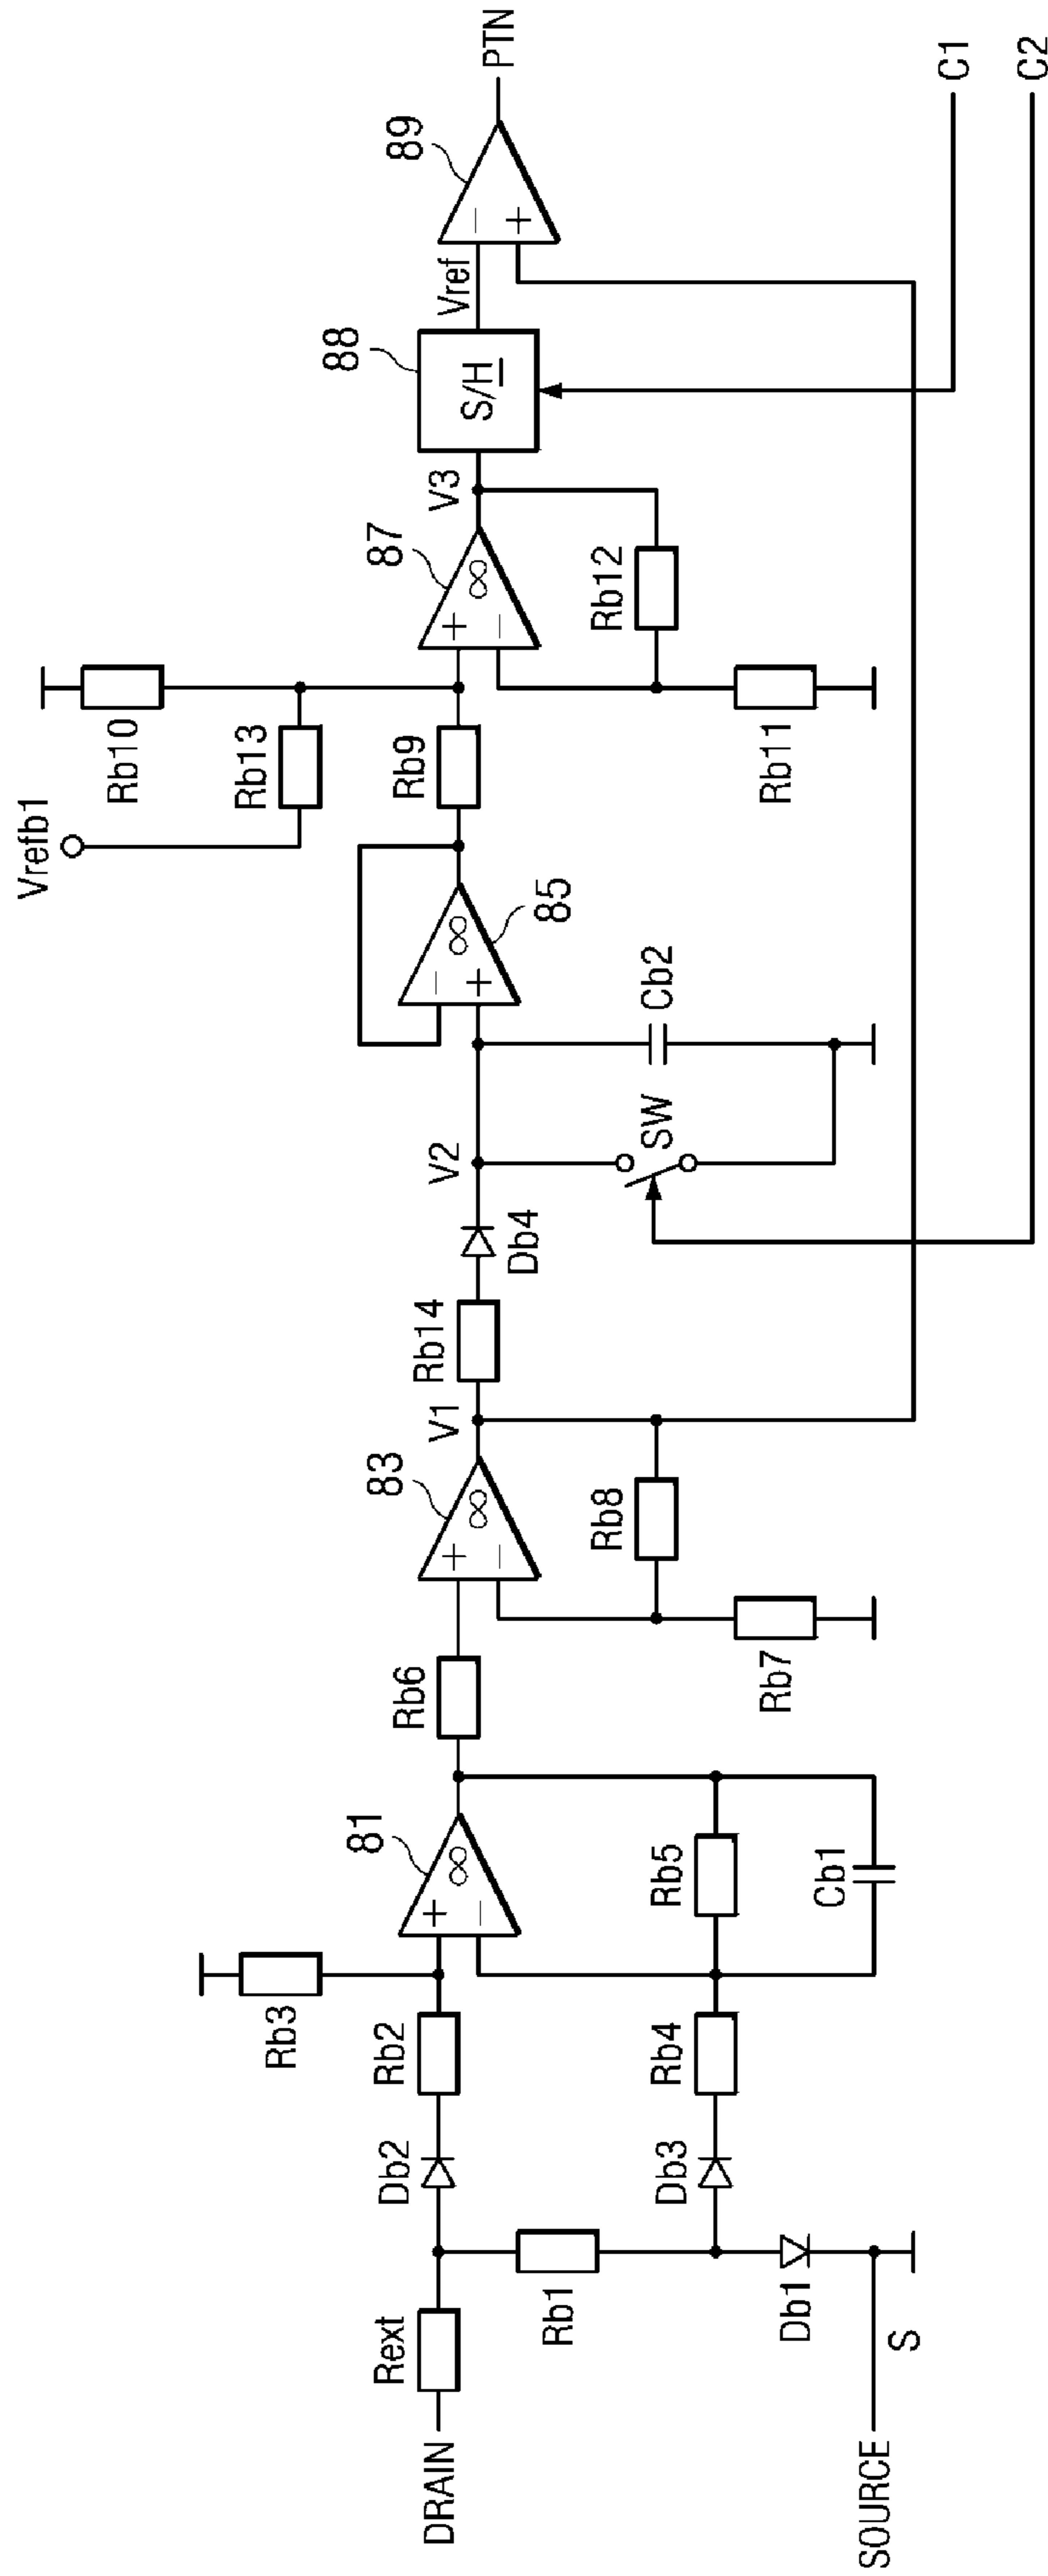 DRAIN
Rext
SOURCE
S
Db1
Rb1
Db2
Db3
Rb2
Rb4
Rb3
+
−
∞
81
Rb5
Cb1
Rb6
Rb7
+
−
∞
83
Rb8
V1
Rb14
Db4
V2
SW
Cb2
−
+
∞
85
Vrefb1
Rb13
Rb10
Rb9
+
−
∞
87
Rb11
Rb12
V3
S/H
88
Vref
−
+
89
PTN
C1
C2